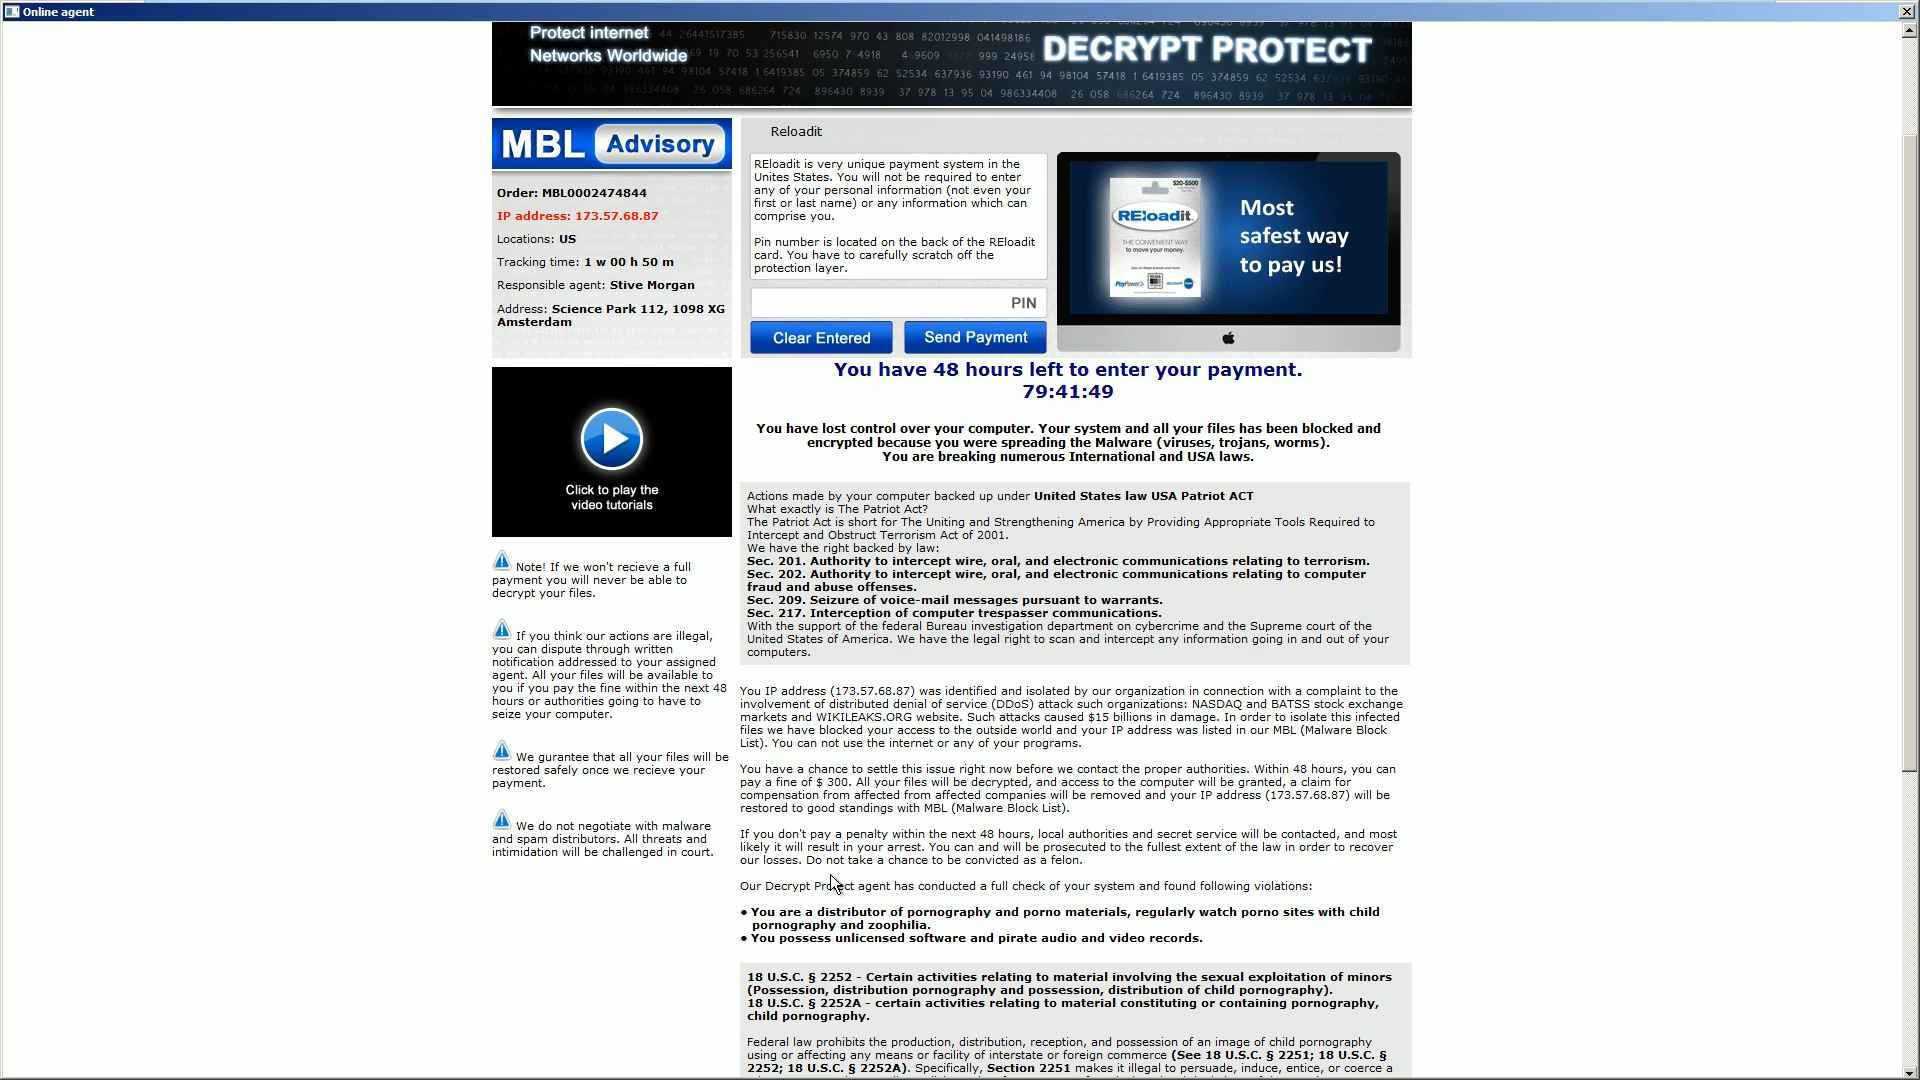 Online agent
Protect internet
Networks Worldwide
DECRYPT PROTECT
MBL Advisory
Order: MBL0002474844
IP address: 173.57.68.87
Locations: US
Tracking time: 1 w 00 h 50 m
Responsible agent: Stive Morgan
Address: Science Park 112, 1098 XG
Amsterdam
Click to play the
video tutorials
Note! If we won't recieve a full
payment you will never be able to
decrypt your files.
If you think our actions are illegal,
you can dispute through written
notification addressed to your assigned
agent. All your files will be available to
you if you pay the fine within the next 48
hours or authorities going to have to
seize your computer.
We gurantee that all your files will be
restored safely once we recieve your
payment.
We do not negotiate with malware
and spam distributors. All threats and
intimidation will be challenged in court.
Reloadit
REloadit is very unique payment system in the
Unites States. You will not be required to enter
any of your personal information (not even your
first or last name) or any information which can
comprise you.
Pin number is located on the back of the REloadit
card. You have to carefully scratch off the
protection layer.
PIN
Clear Entered
Send Payment
$20-$500
REloadit
THE CONVENIENT WAY
to move your money.
Most
safest way
to pay us!
You have 48 hours left to enter your payment.
79:41:49
You have lost control over your computer. Your system and all your files has been blocked and
encrypted because you were spreading the Malware (viruses, trojans, worms).
You are breaking numerous International and USA laws.
Actions made by your computer backed up under United States law USA Patriot ACT
What exactly is The Patriot Act?
The Patriot Act is short for The Uniting and Strengthening America by Providing Appropriate Tools Required to
Intercept and Obstruct Terrorism Act of 2001.
We have the right backed by law:
Sec. 201. Authority to intercept wire, oral, and electronic communications relating to terrorism.
Sec. 202. Authority to intercept wire, oral, and electronic communications relating to computer
fraud and abuse offenses.
Sec. 209. Seizure of voice-mail messages pursuant to warrants.
Sec. 217. Interception of computer trespasser communications.
With the support of the federal Bureau investigation department on cybercrime and the Supreme court of the
United States of America. We have the legal right to scan and intercept any information going in and out of your
computers.
You IP address (173.57.68.87) was identified and isolated by our organization in connection with a complaint to the
involvement of distributed denial of service (DDoS) attack such organizations: NASDAQ and BATSS stock exchange
markets and WIKILEAKS.ORG website. Such attacks caused $15 billions in damage. In order to isolate this infected
files we have blocked your access to the outside world and your IP address was listed in our MBL (Malware Block
List). You can not use the internet or any of your programs.
You have a chance to settle this issue right now before we contact the proper authorities. Within 48 hours, you can
pay a fine of $ 300. All your files will be decrypted, and access to the computer will be granted, a claim for
compensation from affected from affected companies will be removed and your IP address (173.57.68.87) will be
restored to good standings with MBL (Malware Block List).
If you don't pay a penalty within the next 48 hours, local authorities and secret service will be contacted, and most
likely it will result in your arrest. You can and will be prosecuted to the fullest extent of the law in order to recover
our losses. Do not take a chance to be convicted as a felon.
Our Decrypt Protect agent has conducted a full check of your system and found following violations:
• You are a distributor of pornography and porno materials, regularly watch porno sites with child
pornography and zoophilia.
• You possess unlicensed software and pirate audio and video records.
18 U.S.C. § 2252 - Certain activities relating to material involving the sexual exploitation of minors
(Possession, distribution pornography and possession, distribution of child pornography).
18 U.S.C. § 2252A - certain activities relating to material constituting or containing pornography,
child pornography.
Federal law prohibits the production, distribution, reception, and possession of an image of child pornography
using or affecting any means or facility of interstate or foreign commerce (See 18 U.S.C. § 2251; 18 U.S.C. §
2252; 18 U.S.C. § 2252A). Specifically, Section 2251 makes it illegal to persuade, induce, entice, or coerce a